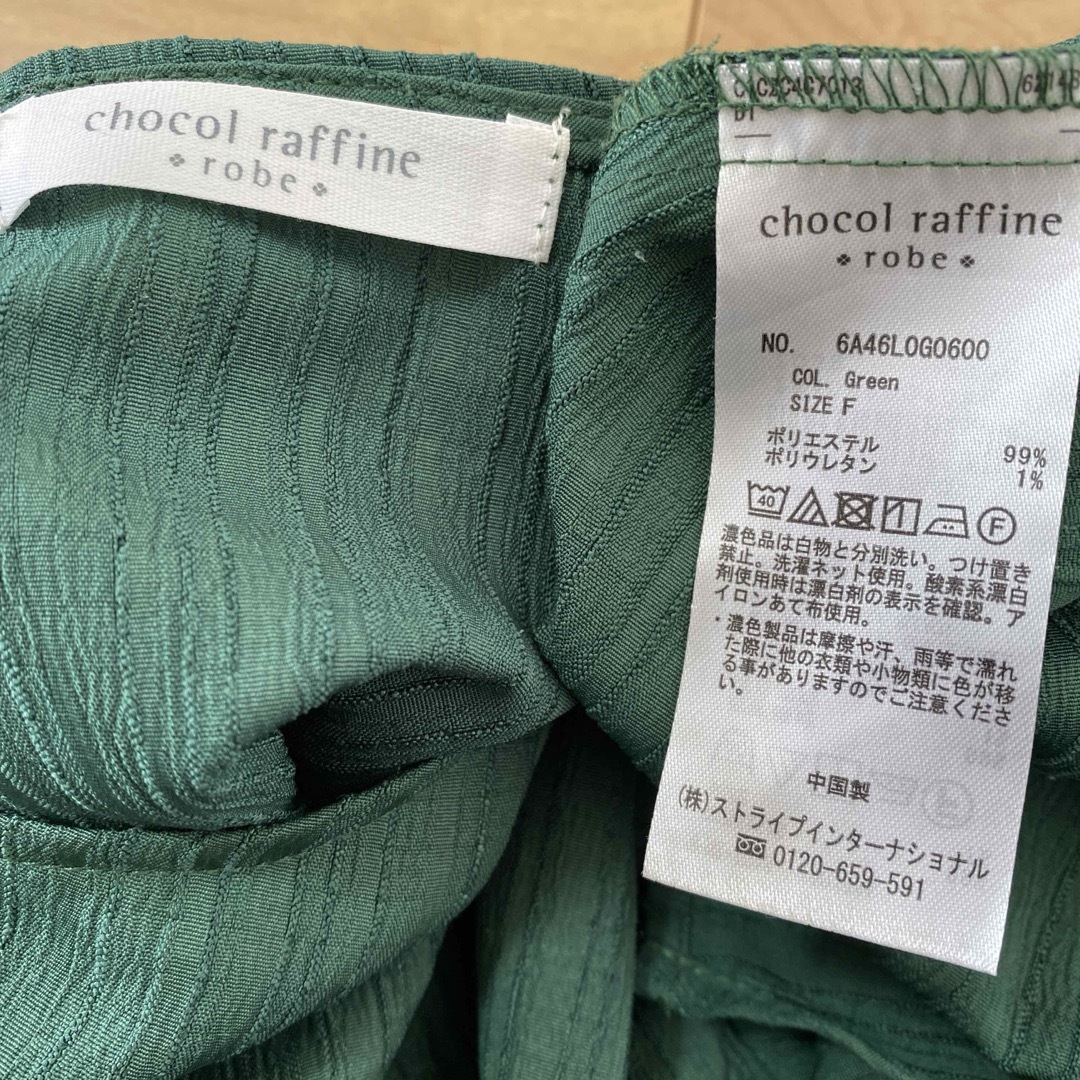 chocol raffine
robe
chocol raffine
robe
NO. 6A46L0G0600
COL. Green
SIZE F
ポリエステル 99%
ポリウレタン 1%
40
F
濃色品は白物と分別洗い。つけ置き
禁止。洗濯ネット使用。酸素系漂白
剤使用時は漂白剤の表示を確認。ア
イロンあて布使用。
・濃色製品は摩擦や汗、雨等で濡れ
た際に他の衣類や小物類に色が移
る事がありますのでご注意くださ
い。
中国製
(株)ストライプインターナショナル
0120-659-591